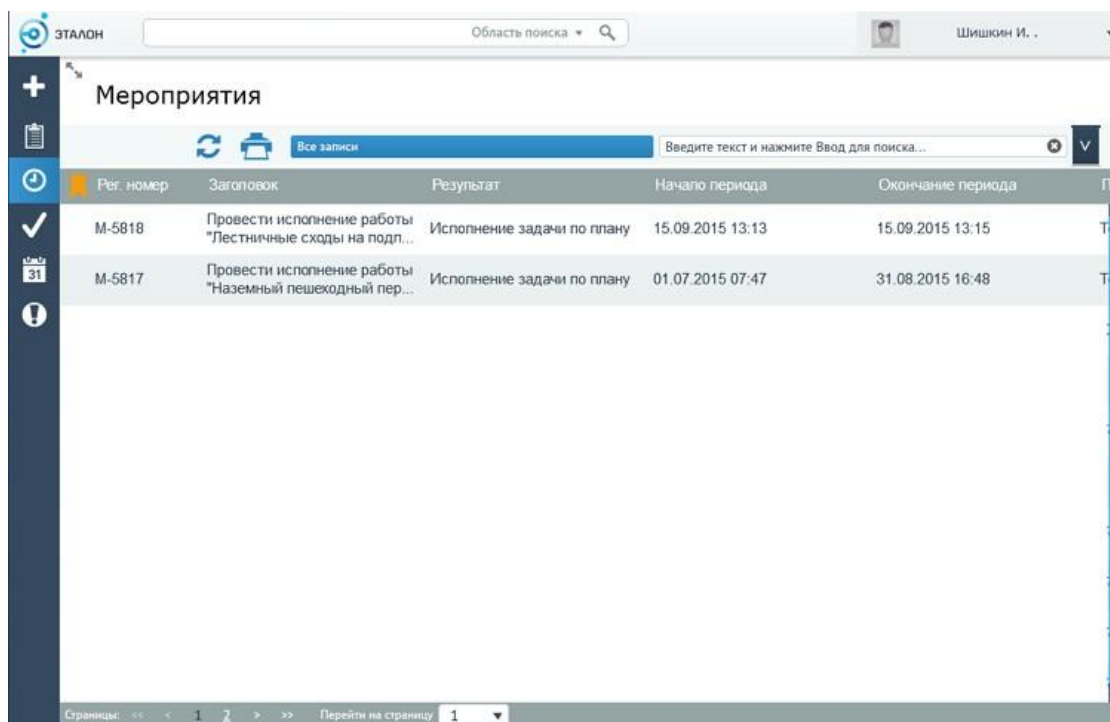 ЭТАЛОН
Область поиска
Шишкин И. .
Мероприятия
Все записи
Введите текст и нажмите Ввод для поиска...
Рег. номер Заголовок Результат Начало периода Окончание периода
М-5818 Провести исполнение работы "Лестничные сходы на подп... Исполнение задачи по плану 15.09.2015 13:13 15.09.2015 13:15
М-5817 Провести исполнение работы "Наземный пешеходный пер... Исполнение задачи по плану 01.07.2015 07:47 31.08.2015 16:48
31
Страницы: << < 1 2 > >> Перейти на страницу 1